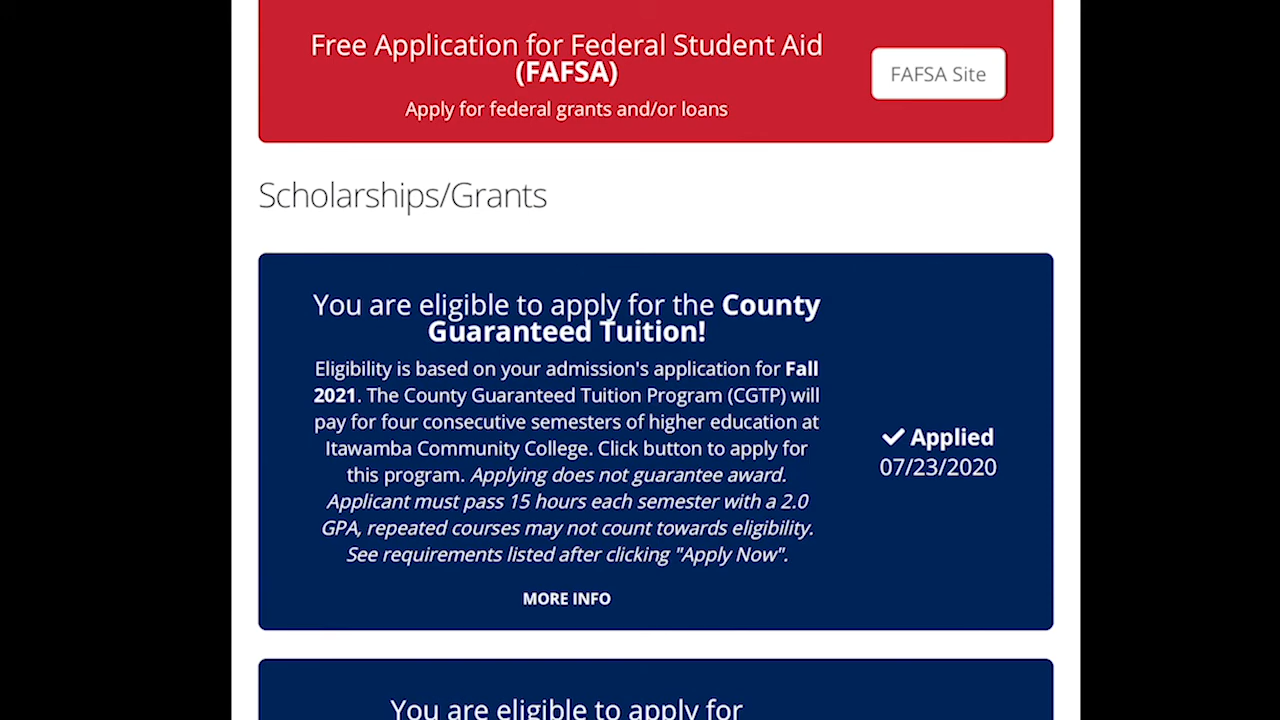 Free Application for Federal Student Aid
(FAFSA)
Apply for federal grants and/or loans
FAFSA Site
Scholarships/Grants
You are eligible to apply for the County
Guaranteed Tuition!
Eligibility is based on your admission's application for Fall
2021. The County Guaranteed Tuition Program (CGTP) will
pay for four consecutive semesters of higher education at
Itawamba Community College. Click button to apply for
this program. Applying does not guarantee award.
Applicant must pass 15 hours each semester with a 2.0
GPA, repeated courses may not count towards eligibility.
See requirements listed after clicking "Apply Now".
MORE INFO
✓ Applied
07/23/2020
You are eligible to apply for